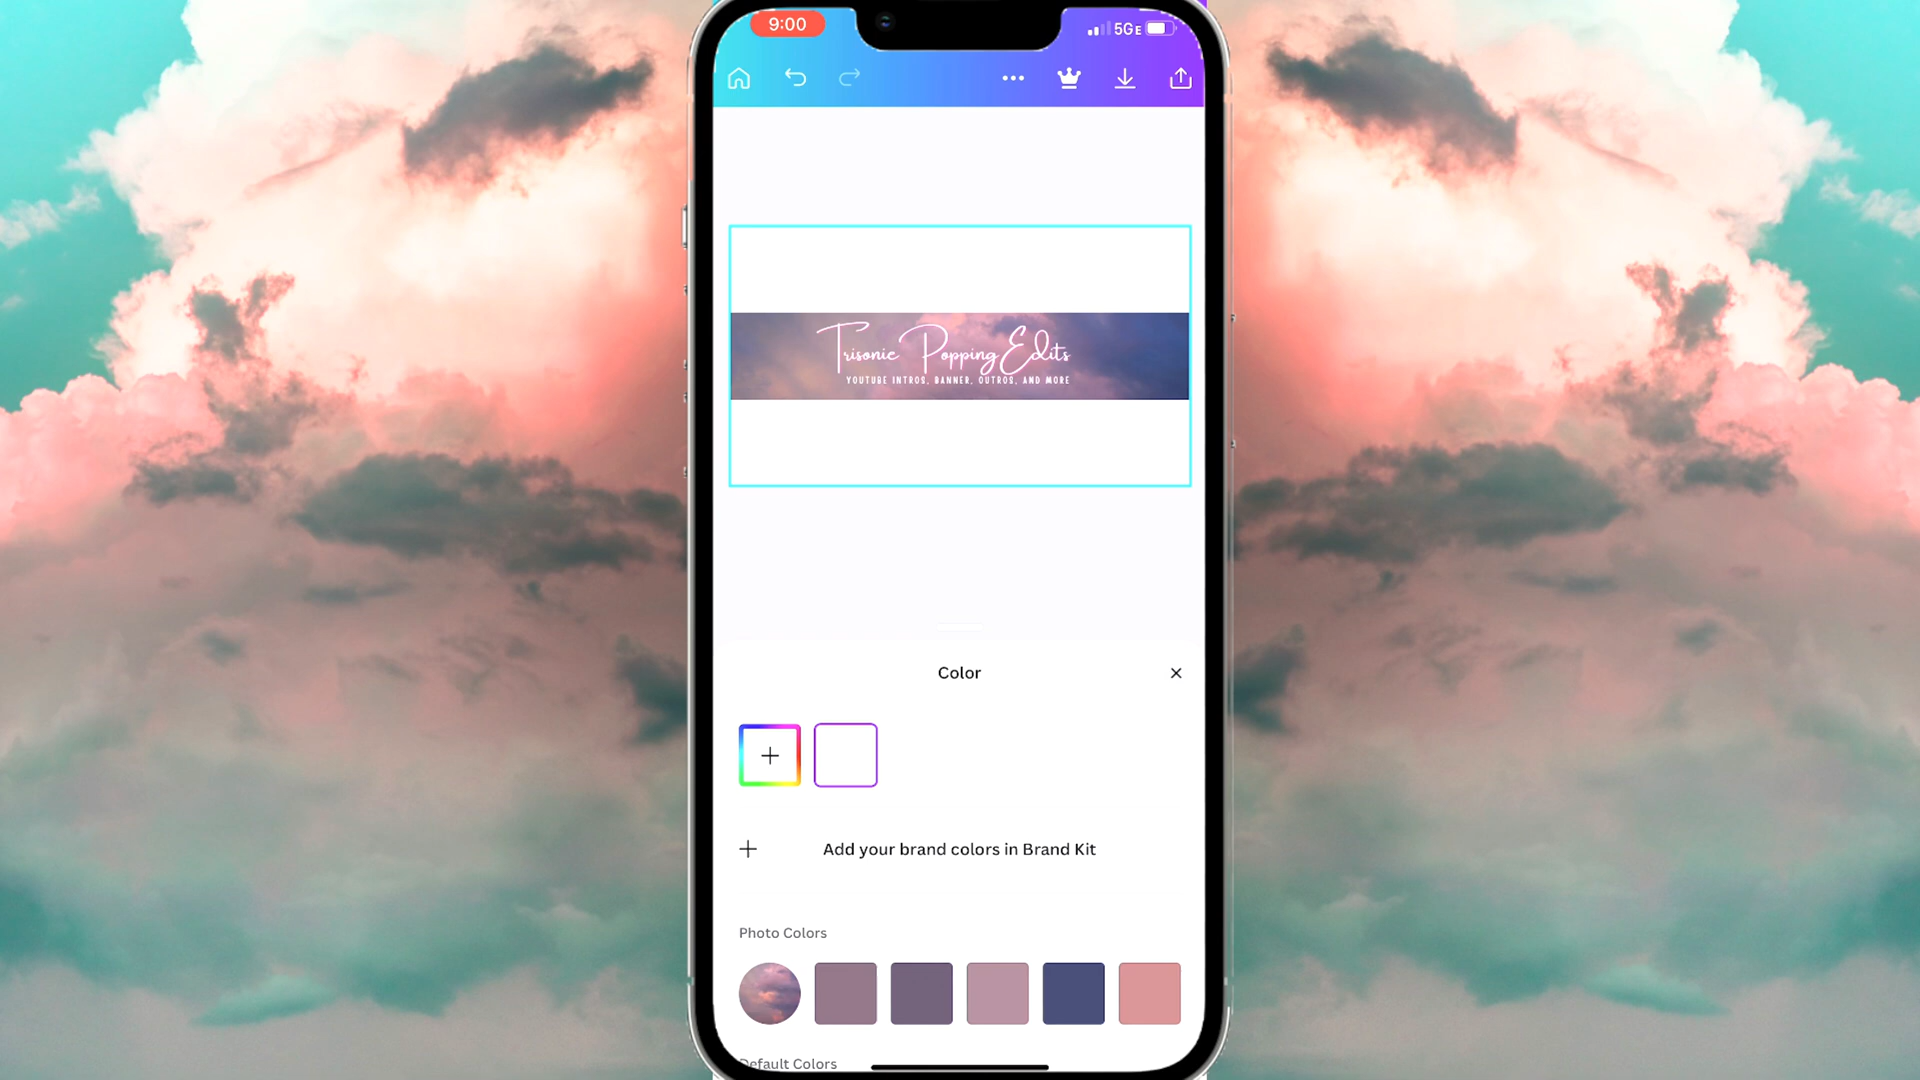 9:00
5GE
Trisonic Popping Edits
YOUTUBE INTROS, BANNER, OUTROS, AND MORE
Color
Add your brand colors in Brand Kit
Photo Colors
Default Colors